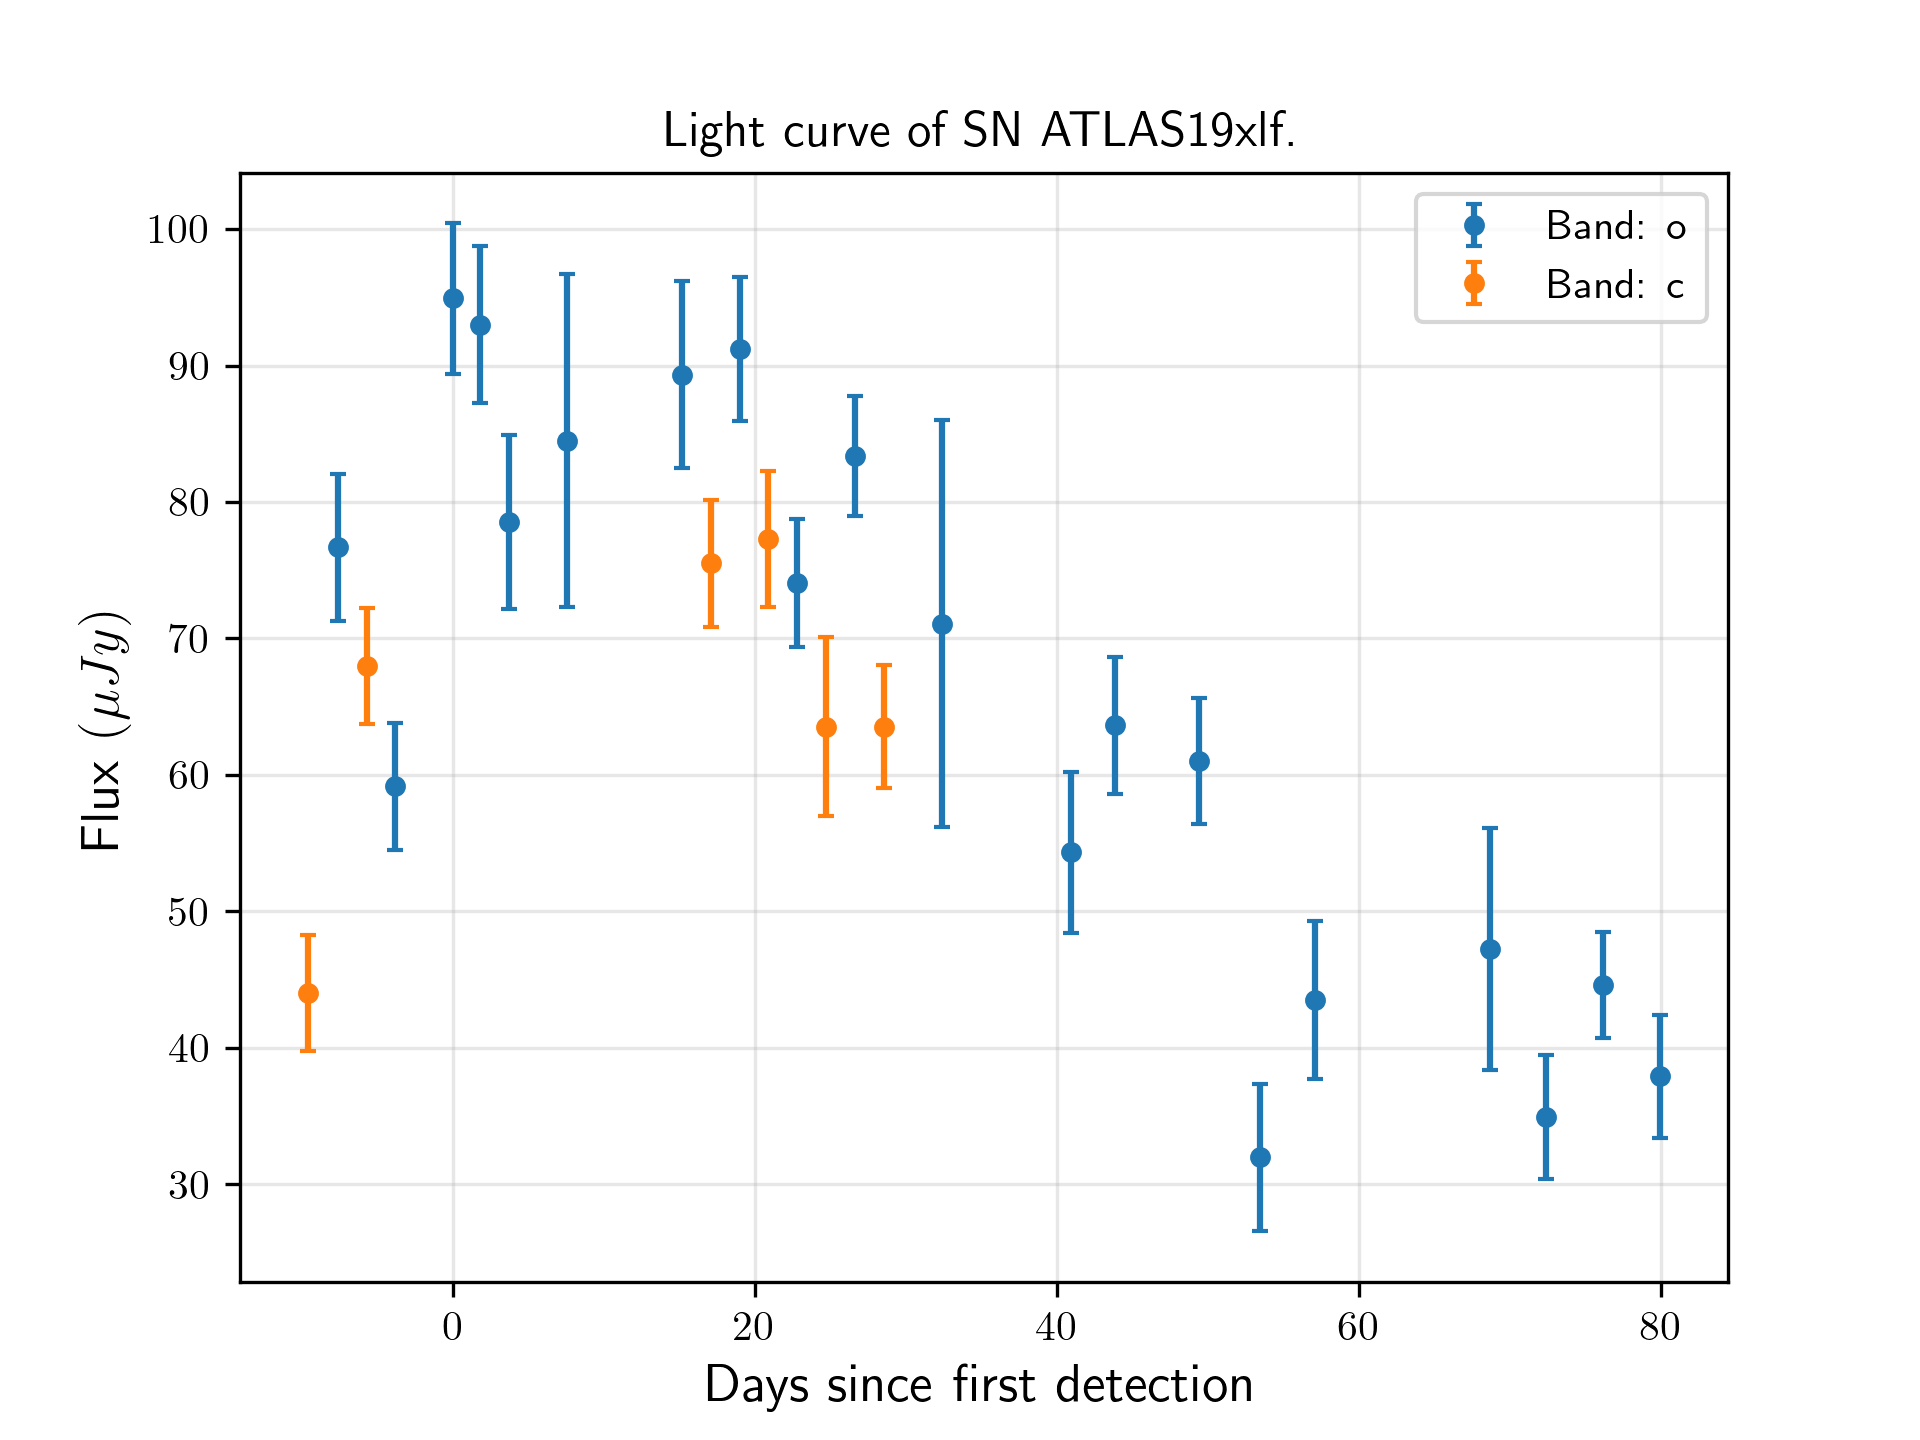 Light curve of SN ATLAS19xlf.
Band: o
Band: c
100
90
80
70
60
50
40
30
Flux (μJy)
0 20 40 60 80
Days since first detection